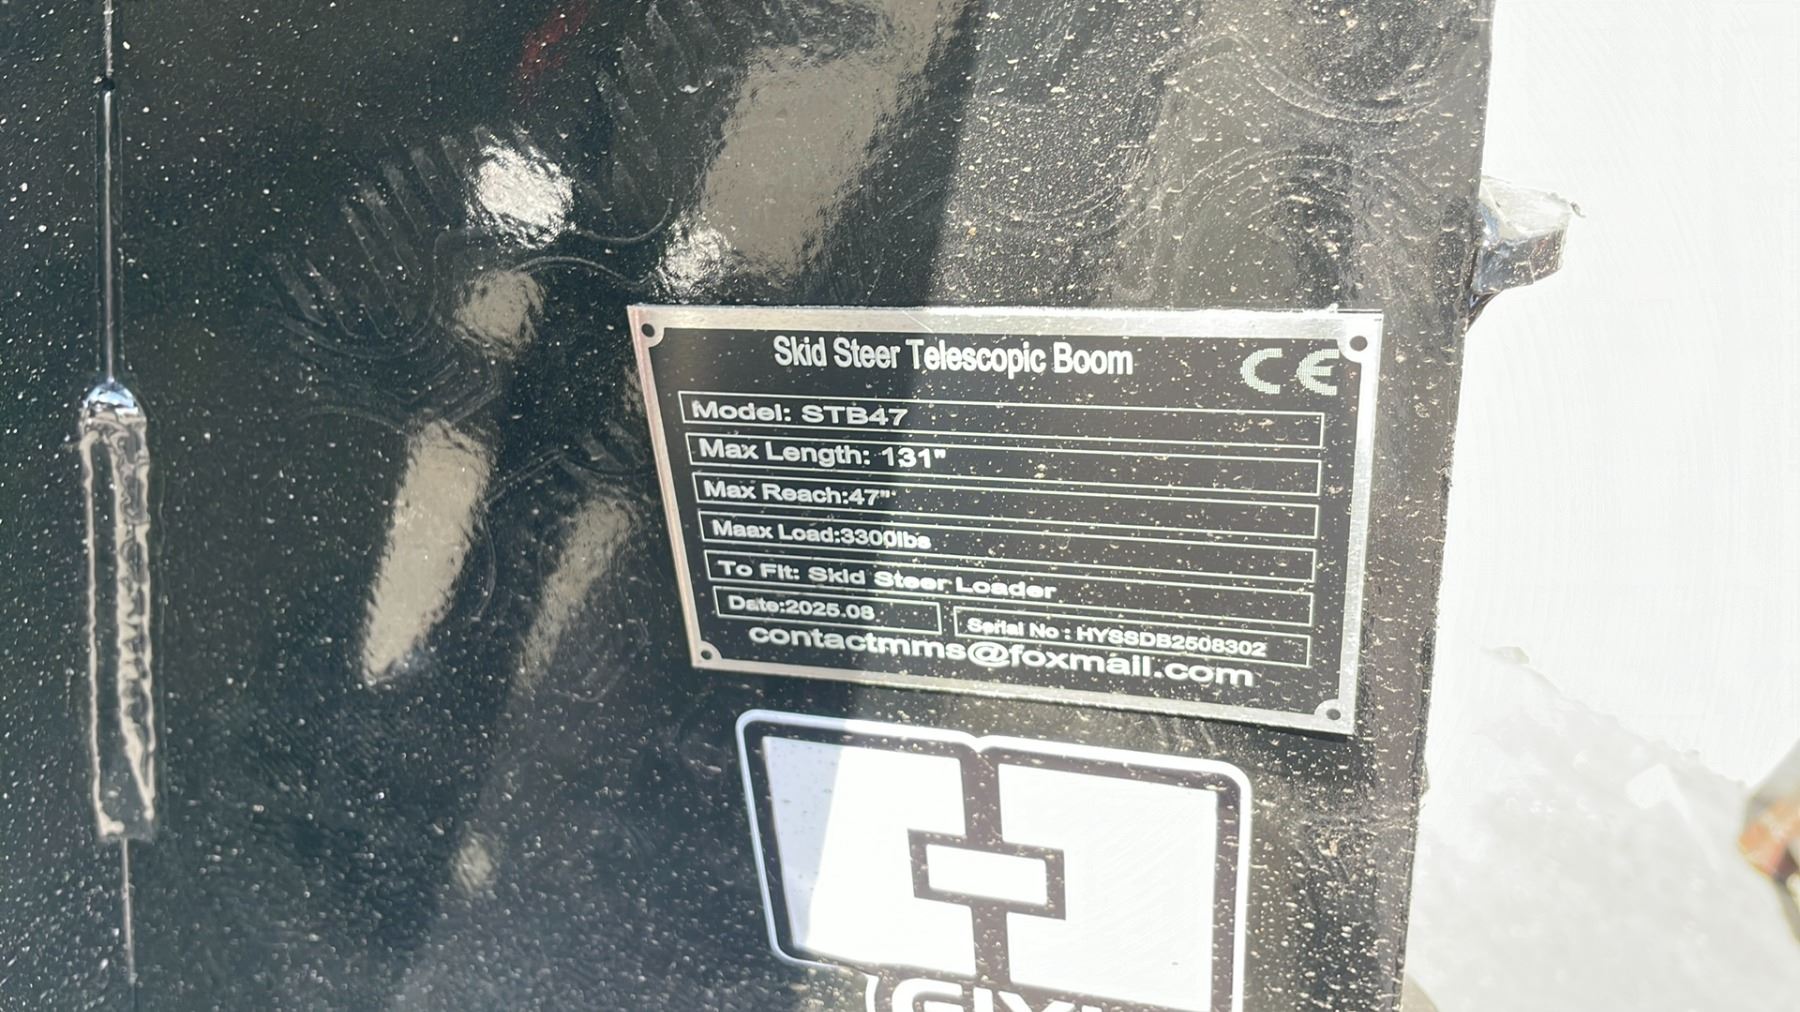 Skid Steer Telescopic Boom CE
Model: STB47
Max Length: 131"
Max Reach:47"
Maax Load:3300lbs
To Fit: Skid Steer Loader
Date:2025.08 Serial No : HYSSDB2508302
contactmms@foxmail.com